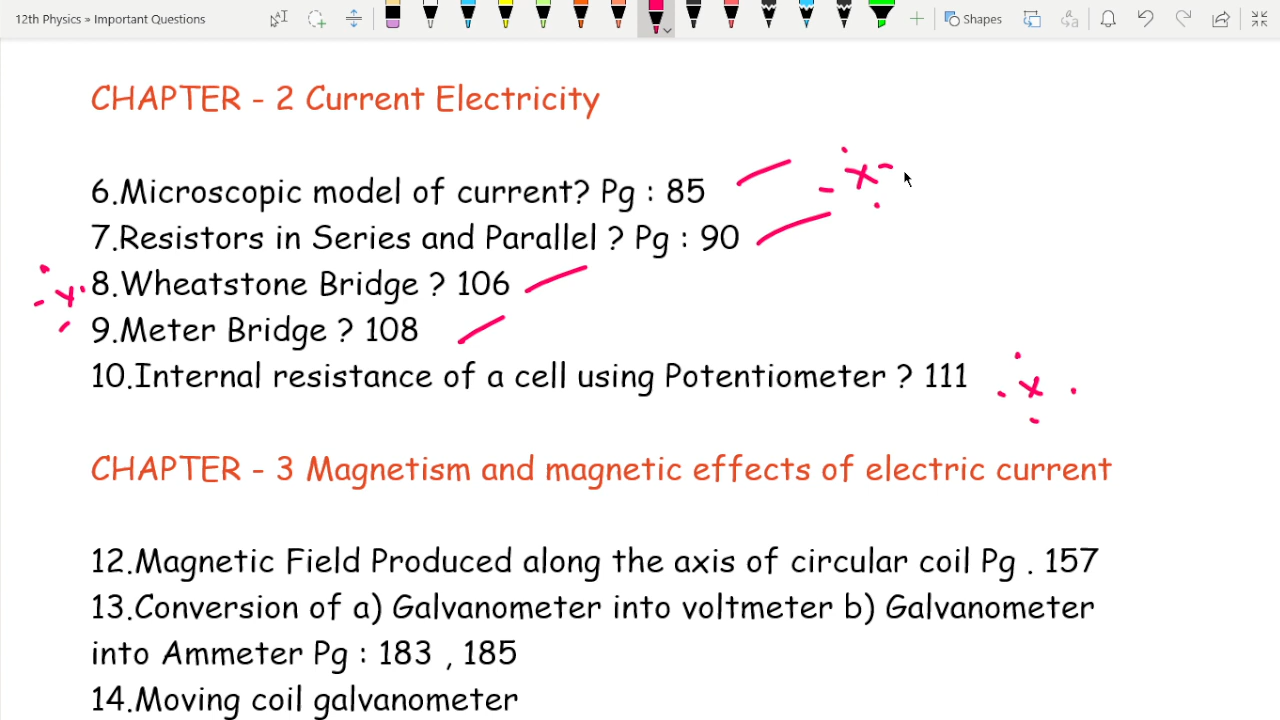 12th Physics » Important Questions
Shapes
CHAPTER - 2 Current Electricity
6.Microscopic model of current? Pg : 85
7.Resistors in Series and Parallel ? Pg : 90
8.Wheatstone Bridge ? 106
9.Meter Bridge ? 108
10.Internal resistance of a cell using Potentiometer ? 111
CHAPTER - 3 Magnetism and magnetic effects of electric current
12.Magnetic Field Produced along the axis of circular coil Pg . 157
13.Conversion of a) Galvanometer into voltmeter b) Galvanometer
into Ammeter Pg : 183 , 185
14.Moving coil galvanometer